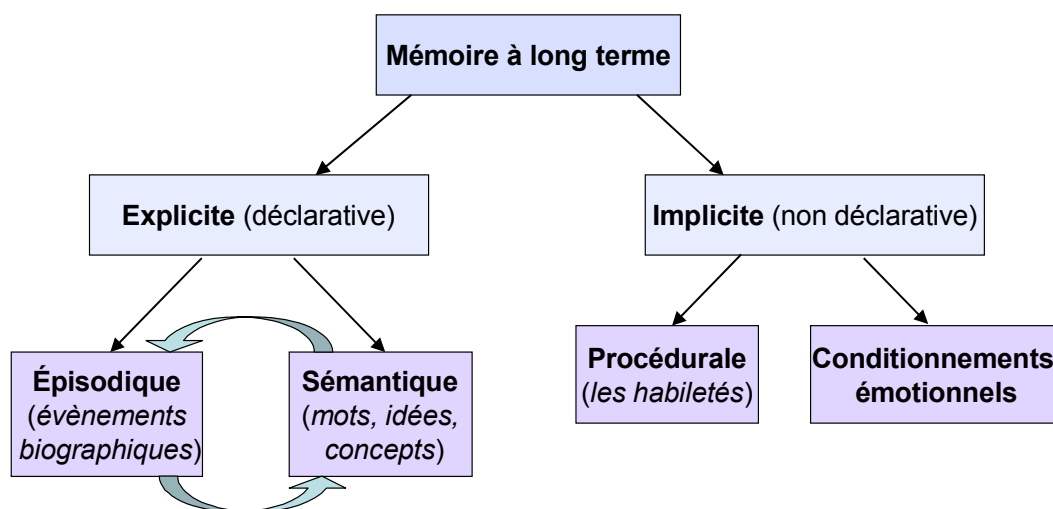 Mémoire à long terme
Explicite (déclarative)
Implicite (non déclarative)
Épisodique
(évènements
biographiques)
Sémantique
(mots, idées,
concepts)
Procédurale
(les habiletés)
Conditionnements
émotionnels